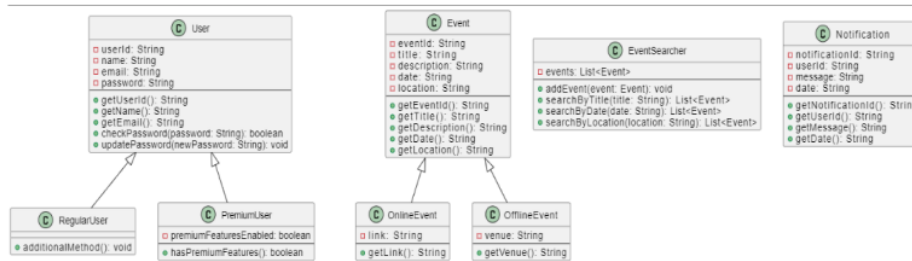 C User
userId: String
name: String
email: String
password: String
getUserId(): String
getName(): String
getEmail(): String
checkPassword(password: String): boolean
updatePassword(newPassword: String): void
C Event
eventId: String
title: String
description: String
date: String
location: String
getEventId(): String
getTitle(): String
getDescription(): String
getDate(): String
getLocation(): String
C EventSearcher
events: List<Event>
addEvent(event: Event): void
searchByTitle(title: String): List<Event>
searchByDate(date: String): List<Event>
searchByLocation(location: String): List<Event>
C Notification
notificationId: String
userId: String
message: String
date: String
getNotificationId(): String
getUserId(): String
getMessage(): String
getDate(): String
C RegularUser
additionalMethod(): void
C PremiumUser
premiumFeaturesEnabled: boolean
hasPremiumFeatures(): boolean
C OnlineEvent
link: String
getLink(): String
C OfflineEvent
venue: String
getVenue(): String